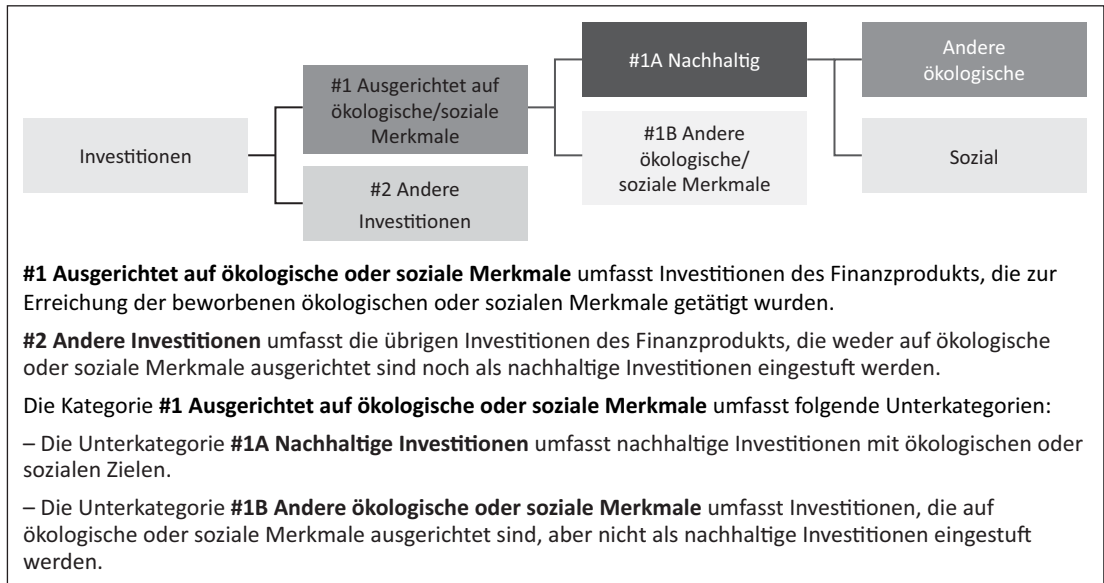 Investitionen
#1 Ausgerichtet auf
ökologische/soziale
Merkmale
#2 Andere
Investitionen
#1A Nachhaltig
#1B Andere
ökologische/
soziale Merkmale
Andere
ökologische
Sozial
#1 Ausgerichtet auf ökologische oder soziale Merkmale umfasst Investitionen des Finanzprodukts, die zur
Erreichung der beworbenen ökologischen oder sozialen Merkmale getätigt wurden.
#2 Andere Investitionen umfasst die übrigen Investitionen des Finanzprodukts, die weder auf ökologische
oder soziale Merkmale ausgerichtet sind noch als nachhaltige Investitionen eingestuft werden.
Die Kategorie #1 Ausgerichtet auf ökologische oder soziale Merkmale umfasst folgende Unterkategorien:
– Die Unterkategorie #1A Nachhaltige Investitionen umfasst nachhaltige Investitionen mit ökologischen oder
sozialen Zielen.
– Die Unterkategorie #1B Andere ökologische oder soziale Merkmale umfasst Investitionen, die auf
ökologische oder soziale Merkmale ausgerichtet sind, aber nicht als nachhaltige Investitionen eingestuft
werden.